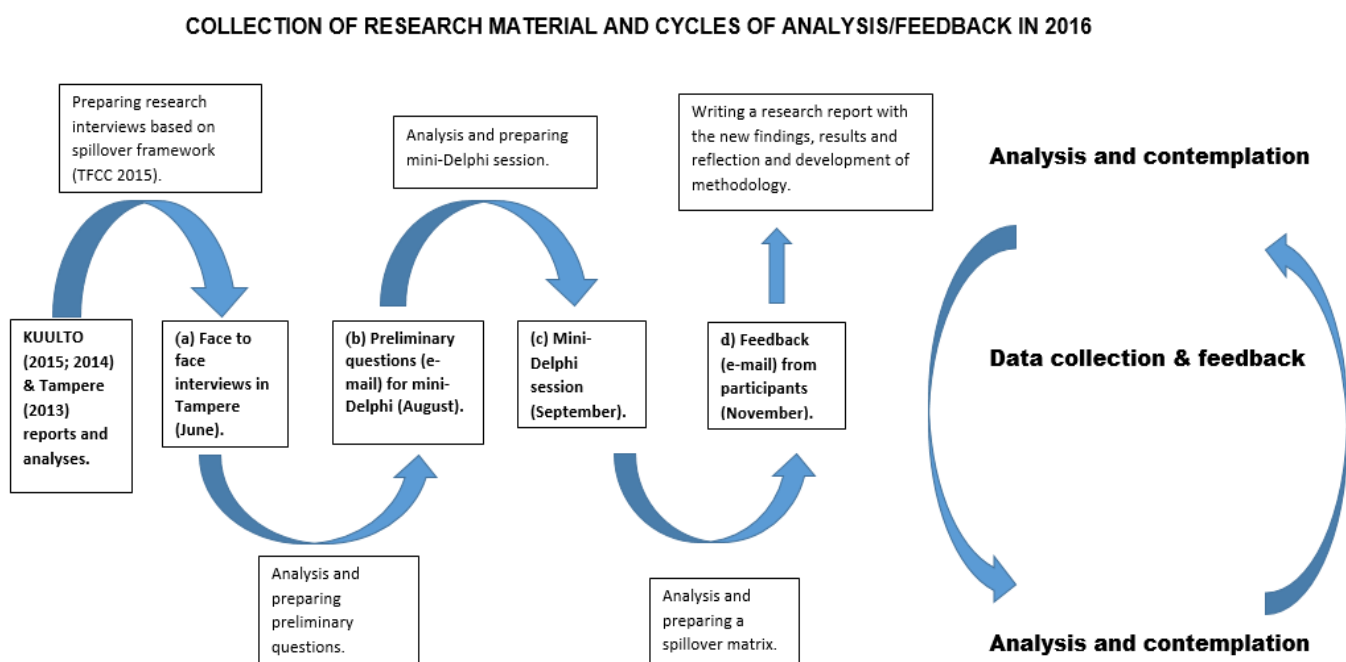 COLLECTION OF RESEARCH MATERIAL AND CYCLES OF ANALYSIS/FEEDBACK IN 2016
Preparing research
interviews based on
spillover framework
(TFCC 2015).
Analysis and preparing
mini-Delphi session.
Writing a research report with
the new findings, results and
reflection and development of
methodology.
Analysis and contemplation
KUULTO
(2015; 2014)
& Tampere
(2013)
reports and
analyses.
(a) Face to
face
interviews in
Tampere
(June).
(b) Preliminary
questions (e-
mail) for mini-
Delphi (August).
(c) Mini-
Delphi
session
(September).
d) Feedback
(e-mail) from
participants
(November).
Data collection & feedback
Analysis and
preparing
preliminary
questions.
Analysis and
preparing a
spillover matrix.
Analysis and contemplation